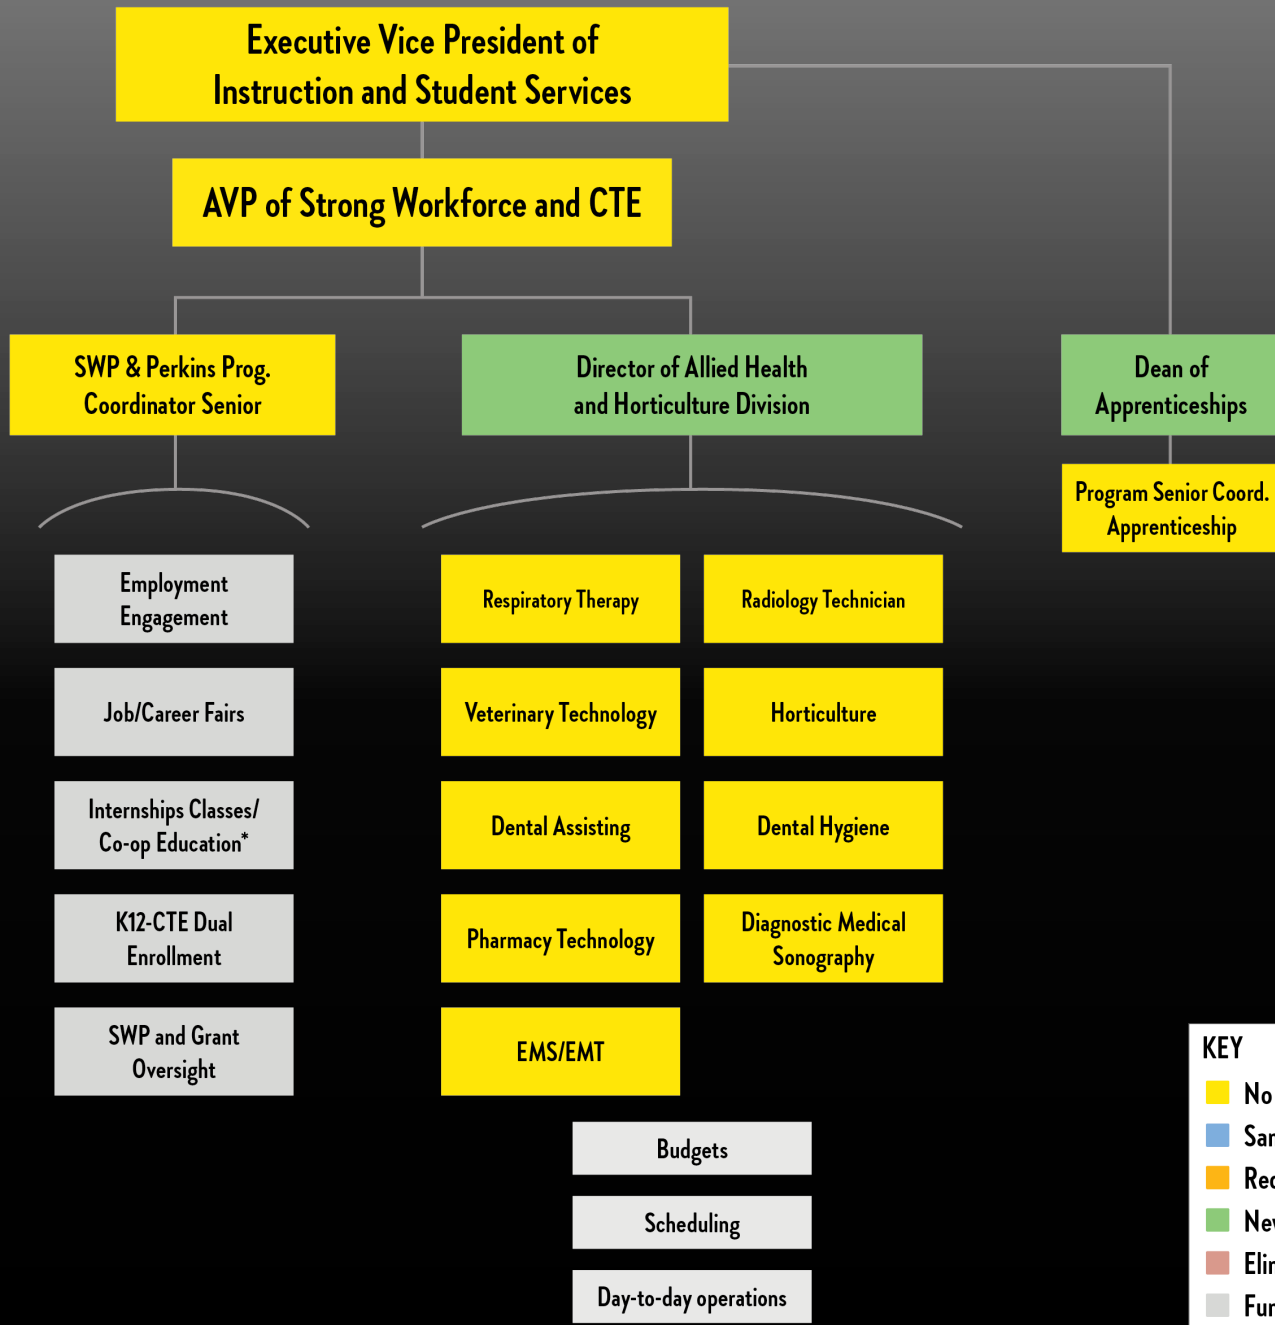 Executive Vice President of
Instruction and Student Services
AVP of Strong Workforce and CTE
SWP & Perkins Prog.
Coordinator Senior
Director of Allied Health
and Horticulture Division
Dean of
Apprenticeships
Program Senior Coord.
Apprenticeship
Employment
Engagement
Job/Career Fairs
Internships Classes/
Co-op Education*
K12-CTE Dual
Enrollment
SWP and Grant
Oversight
Respiratory Therapy
Radiology Technician
Veterinary Technology
Horticulture
Dental Assisting
Dental Hygiene
Pharmacy Technology
Diagnostic Medical
Sonography
EMS/EMT
Budgets
Scheduling
Day-to-day operations
KEY
No